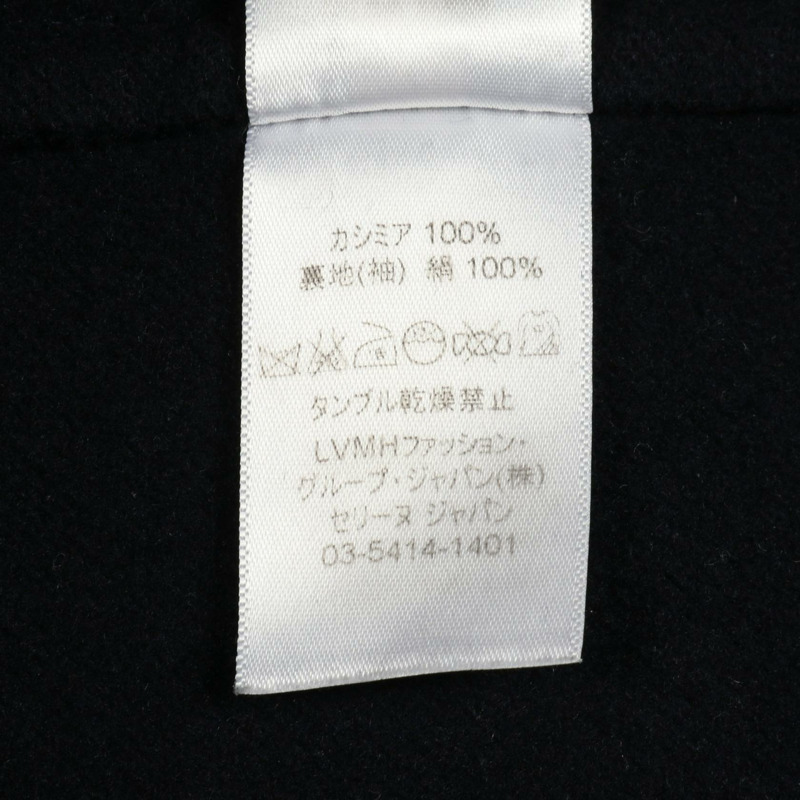 カシミア 100%
裏地(袖) 絹 100%
タンブル乾燥禁止
LVMHファッション・
グループ・ジャパン(株)
セリーヌ ジャパン
03-5414-1401